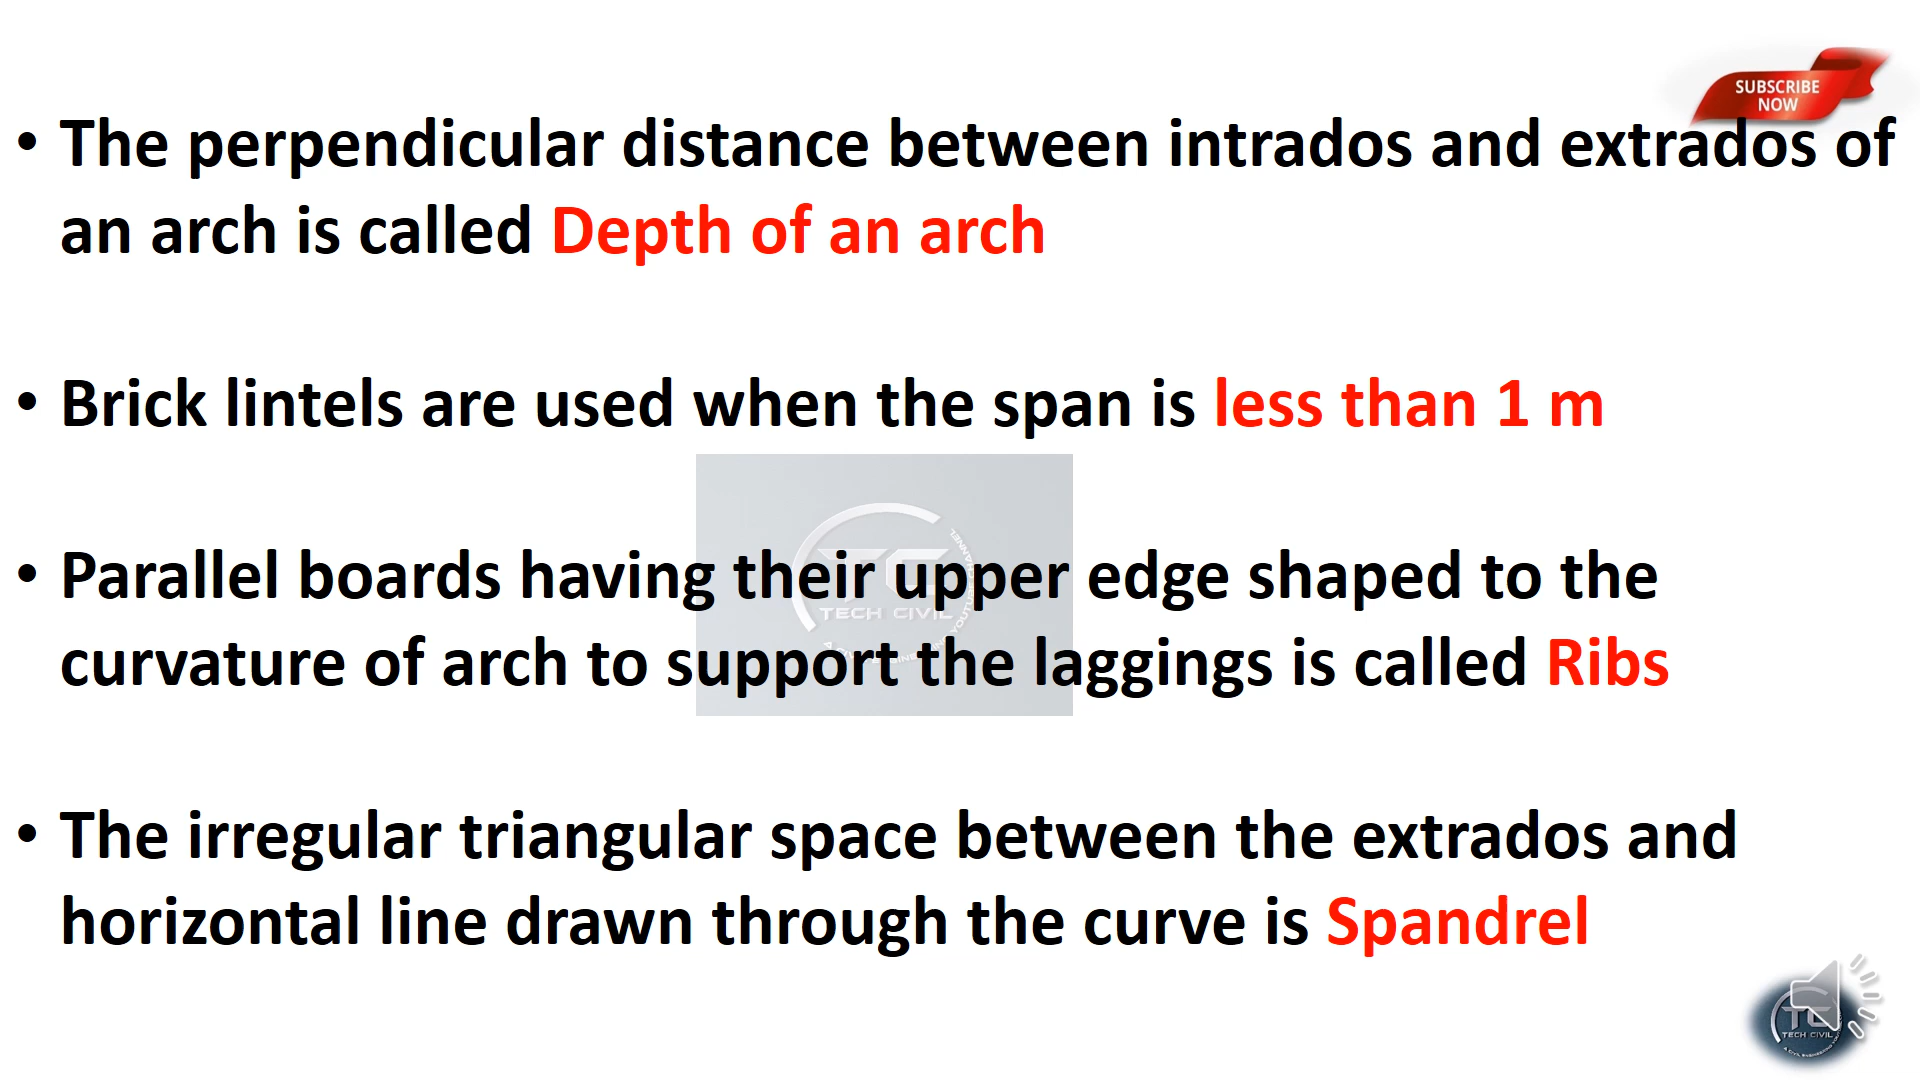 SUBSCRIBE
NOW
• The perpendicular distance between intrados and extrados of
an arch is called Depth of an arch
• Brick lintels are used when the span is less than 1 m
• Parallel boards having their upper edge shaped to the
curvature of arch to support the laggings is called Ribs
• The irregular triangular space between the extrados and
horizontal line drawn through the curve is Spandrel
TC
TECH CIVIL
TC
TECH CIVIL